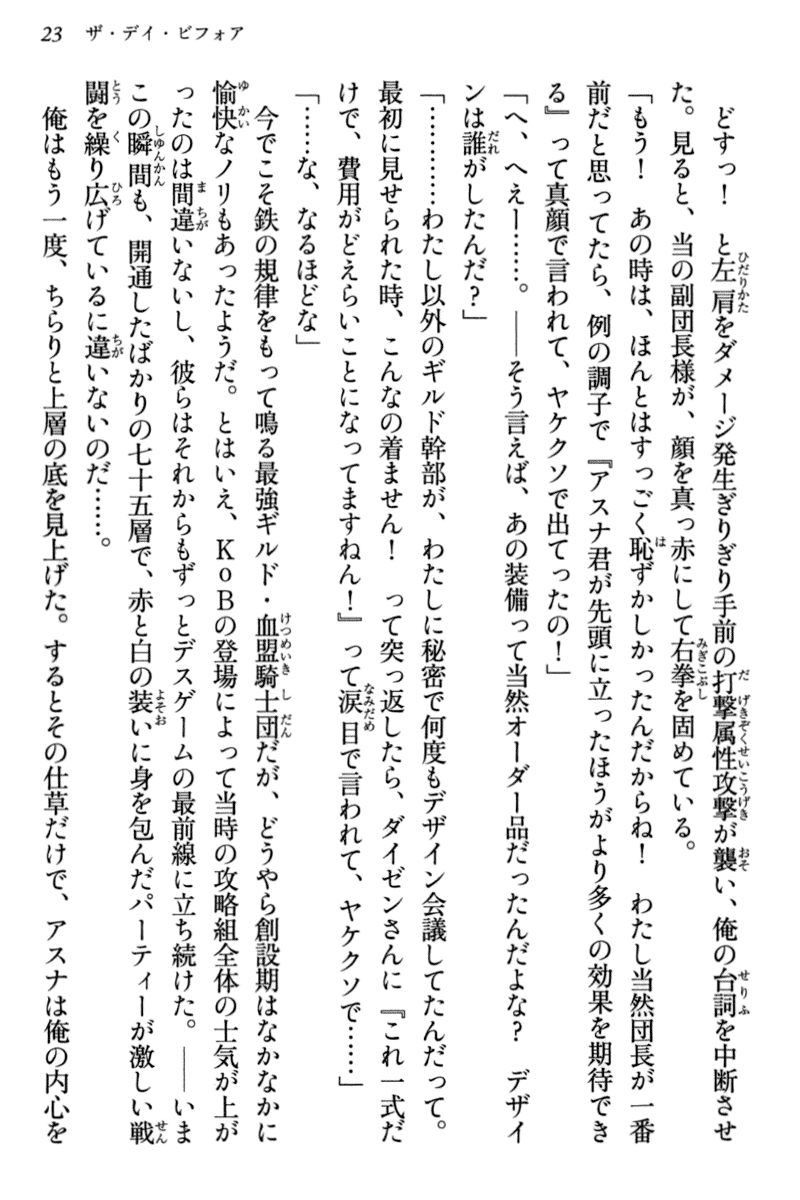 23 ザ・デイ・ビフォア
　どすっ！　と左肩をダメージ発生ぎりぎり手前の打撃属性攻撃が襲い、俺の台詞を中断させ
た。見ると、当の副団長様が、顔を真っ赤にして右拳を固めている。
「もう！　あの時は、ほんとはすっごく恥ずかしかったんだからね！　わたし当然団長が一番
前だと思ってたら、例の調子で『アスナ君が先頭に立ったほうがより多くの効果を期待でき
る』って真顔で言われて、ヤケクソで出てったの！」
「へ、へえー……。――そう言えば、あの装備って当然オーダー品だったんだよな？　デザイ
ンは誰がしたんだ？」
「…………わたし以外のギルド幹部が、わたしに秘密で何度もデザイン会議してたんだって。
最初に見せられた時、こんなの着ません！　って突っ返したら、ダイゼンさんに『これ一式だ
けで、費用がどえらいことになってますねん！』って涙目で言われて、ヤケクソで……」
「……な、なるほどな」
　今でこそ鉄の規律をもって鳴る最強ギルド・血盟騎士団だが、どうやら創設期はなかなかに
愉快なノリもあったようだ。とはいえ、ＫｏＢの登場によって当時の攻略組全体の士気が上が
ったのは間違いないし、彼らはそれからもずっとデスゲームの最前線に立ち続けた。――いま
この瞬間も、開通したばかりの七十五層で、赤と白の装いに身を包んだパーティーが激しい戦
闘を繰り広げているに違いないのだ……。
　俺はもう一度、ちらりと上層の底を見上げた。するとその仕草だけで、アスナは俺の内心を